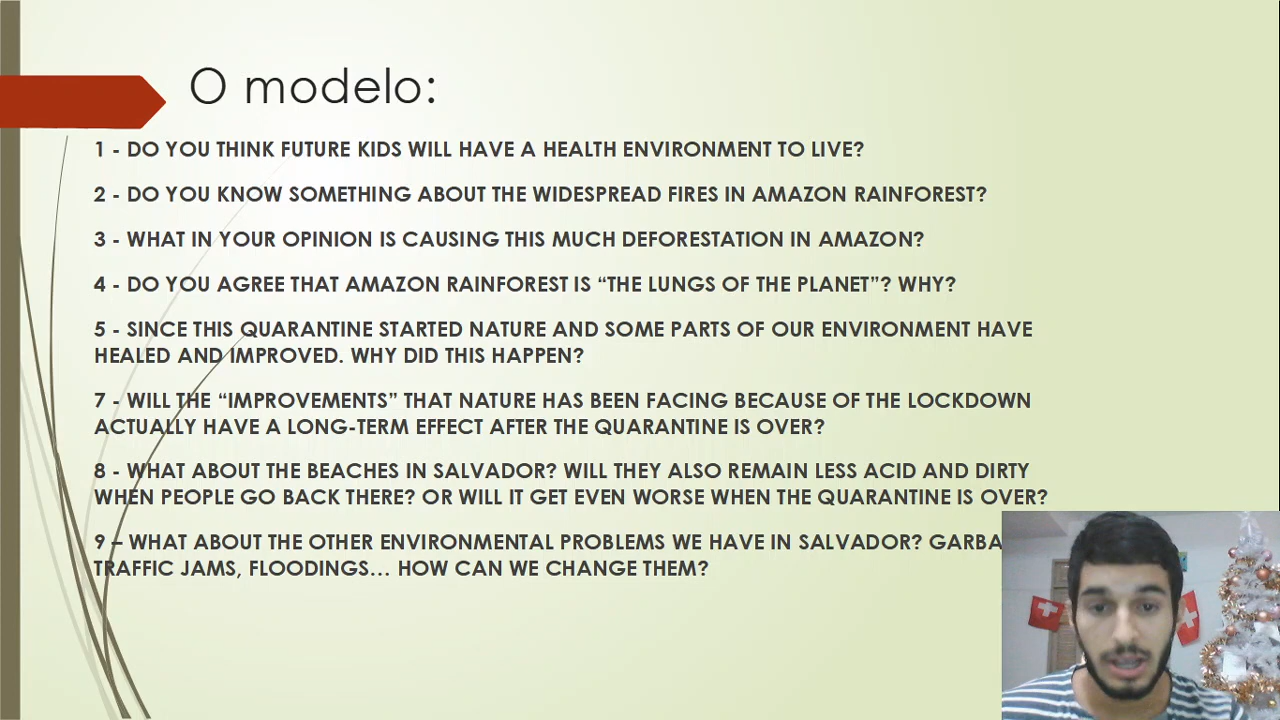 O modelo:
1 - DO YOU THINK FUTURE KIDS WILL HAVE A HEALTH ENVIRONMENT TO LIVE?
2 - DO YOU KNOW SOMETHING ABOUT THE WIDESPREAD FIRES IN AMAZON RAINFOREST?
3 - WHAT IN YOUR OPINION IS CAUSING THIS MUCH DEFORESTATION IN AMAZON?
4 - DO YOU AGREE THAT AMAZON RAINFOREST IS “THE LUNGS OF THE PLANET”? WHY?
5 - SINCE THIS QUARANTINE STARTED NATURE AND SOME PARTS OF OUR ENVIRONMENT HAVE
HEALED AND IMPROVED. WHY DID THIS HAPPEN?
7 - WILL THE “IMPROVEMENTS” THAT NATURE HAS BEEN FACING BECAUSE OF THE LOCKDOWN
ACTUALLY HAVE A LONG-TERM EFFECT AFTER THE QUARANTINE IS OVER?
8 - WHAT ABOUT THE BEACHES IN SALVADOR? WILL THEY ALSO REMAIN LESS ACID AND DIRTY
WHEN PEOPLE GO BACK THERE? OR WILL IT GET EVEN WORSE WHEN THE QUARANTINE IS OVER?
9 – WHAT ABOUT THE OTHER ENVIRONMENTAL PROBLEMS WE HAVE IN SALVADOR? GARBA
TRAFFIC JAMS, FLOODINGS... HOW CAN WE CHANGE THEM?